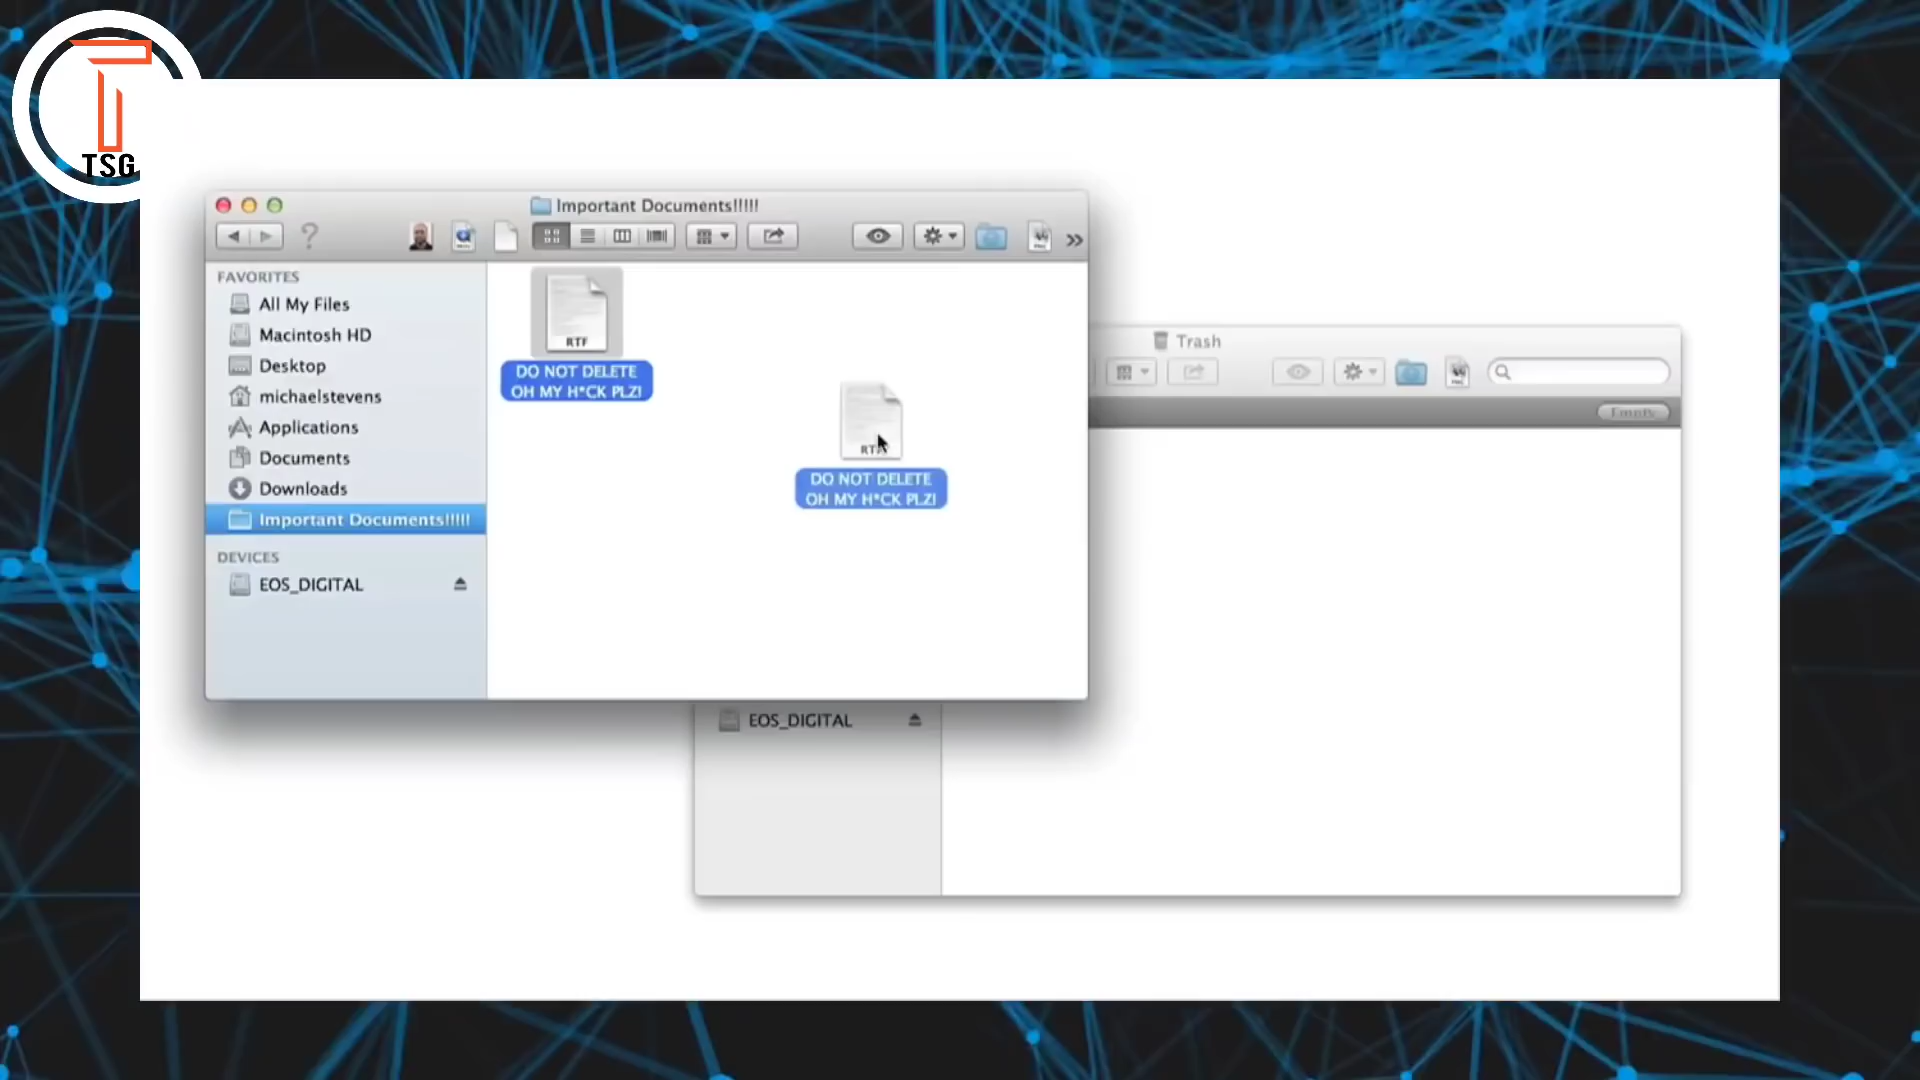 TSG
Important Documents!!!!!
FAVORITES
All My Files
Macintosh HD
Desktop
michaelstevens
Applications
Documents
Downloads
Important Documents!!!!!
DEVICES
EOS_DIGITAL
RTF
DO NOT DELETE
OH MY H*CK PLZ!
DO NOT DELETE
OH MY H*CK PLZ!
Trash
Empty
EOS_DIGITAL